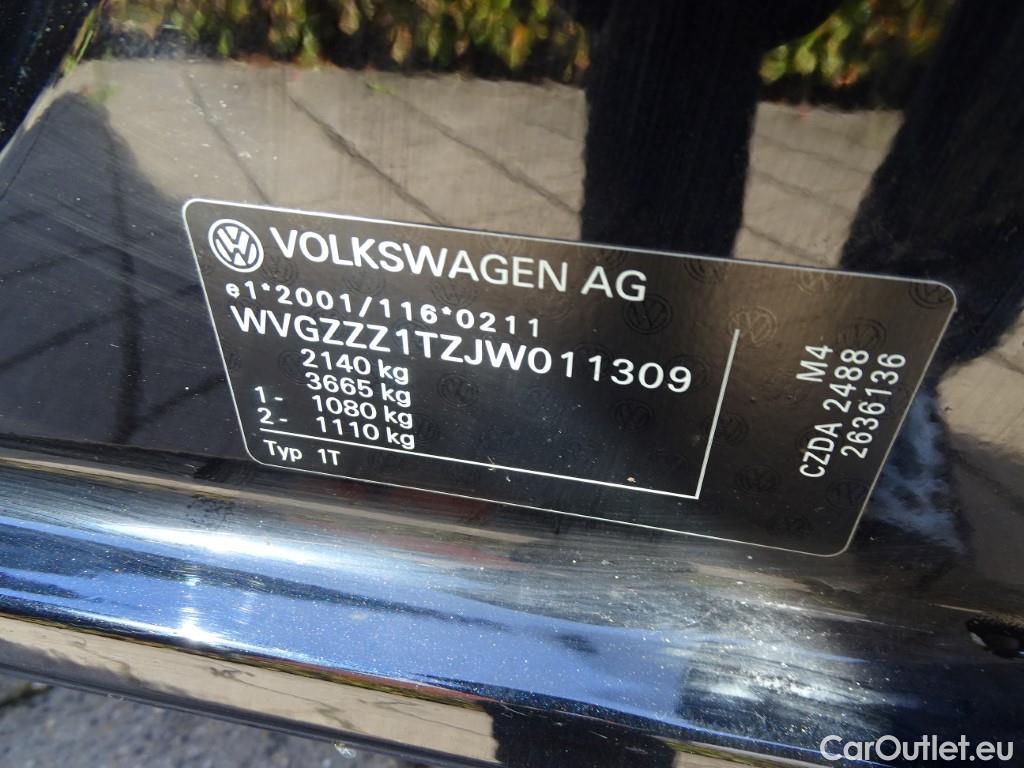 VOLKSWAGEN AG
e1*2001/116*0211
WVGZZZ1TZJW011309
2140 kg
3665 kg
1- 1080 kg
2- 1110 kg
Typ 1T
M4
CZDA 2488
2636136
CarOutlet.eu